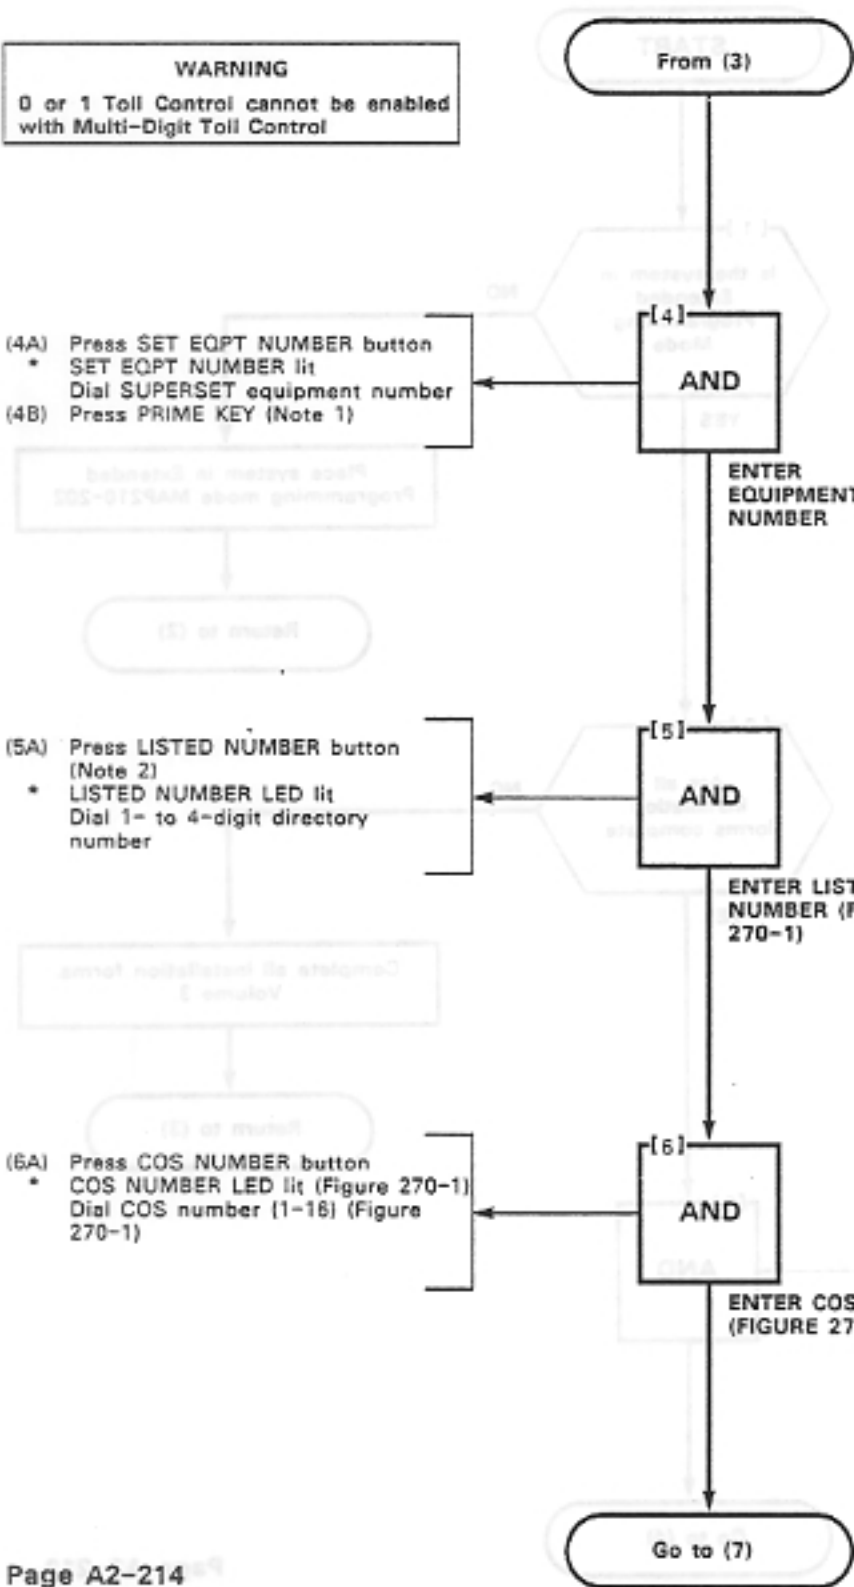 From (3)
WARNING
0 or 1 Toll Control cannot be enabled
with Multi-Digit Toll Control
[4]
AND
(4A) Press SET EQPT NUMBER button
* SET EQPT NUMBER lit
Dial SUPERSET equipment number
(4B) Press PRIME KEY (Note 1)
ENTER
EQUIPMENT
NUMBER
[5]
AND
(5A) Press LISTED NUMBER button
(Note 2)
* LISTED NUMBER LED lit
Dial 1- to 4-digit directory
number
ENTER LIST
NUMBER (F
270-1)
[6]
AND
(6A) Press COS NUMBER button
* COS NUMBER LED lit (Figure 270-1)
Dial COS number (1-16) (Figure
270-1)
ENTER COS
(FIGURE 27
Go to (7)
Page A2-214